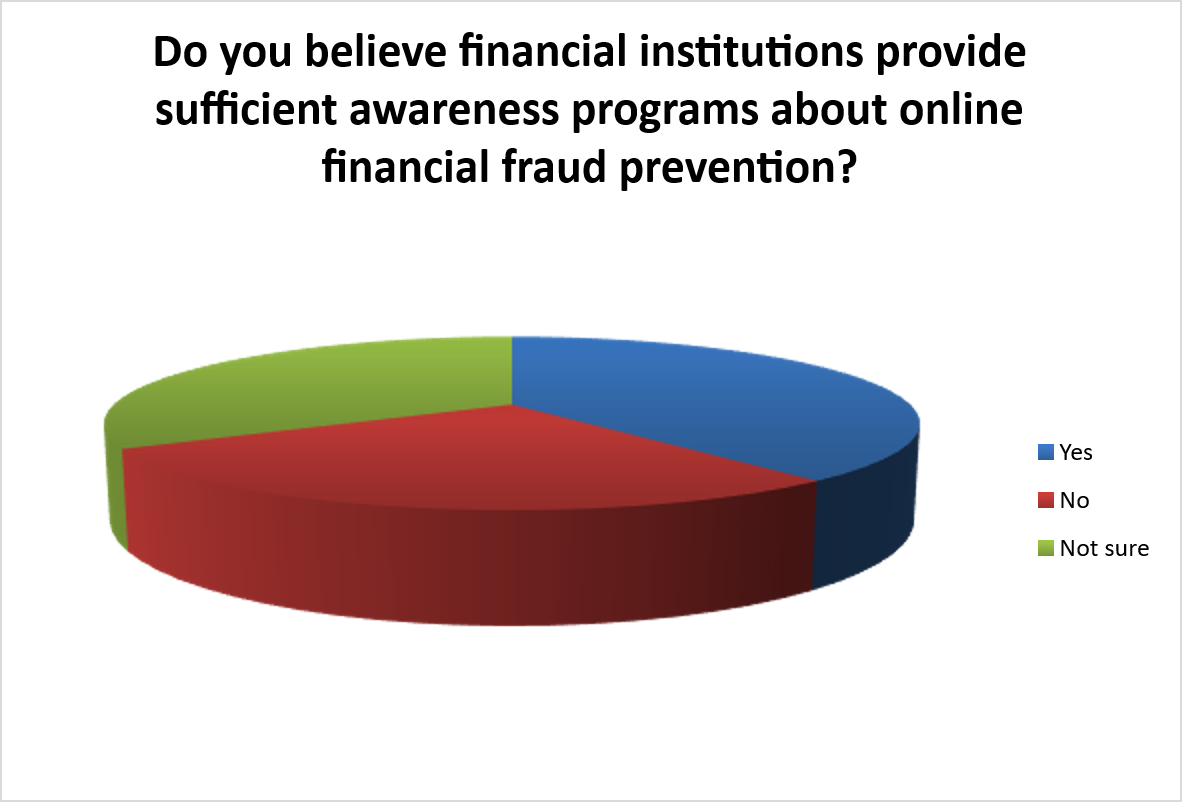 Do you believe financial institutions provide
sufficient awareness programs about online
financial fraud prevention?
Yes
No
Not sure